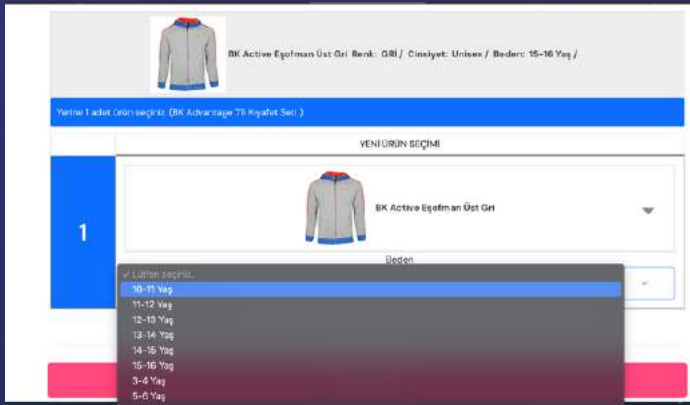 BK Active Eşofman Üst Gri Renk: GRİ / Cinsiyet: Unisex / Beden: 15-16 Yaş /
Yerine 1 adet ürün seçiniz. (BK Advantage 7'li Kıyafet Seti )
YENİ ÜRÜN SEÇİMİ
1
BK Active Eşofman Üst Gri
Beden
✓ Lütfen seçiniz.
10-11 Yaş
11-12 Yaş
12-13 Yaş
13-14 Yaş
14-15 Yaş
15-16 Yaş
3-4 Yaş
5-6 Yaş